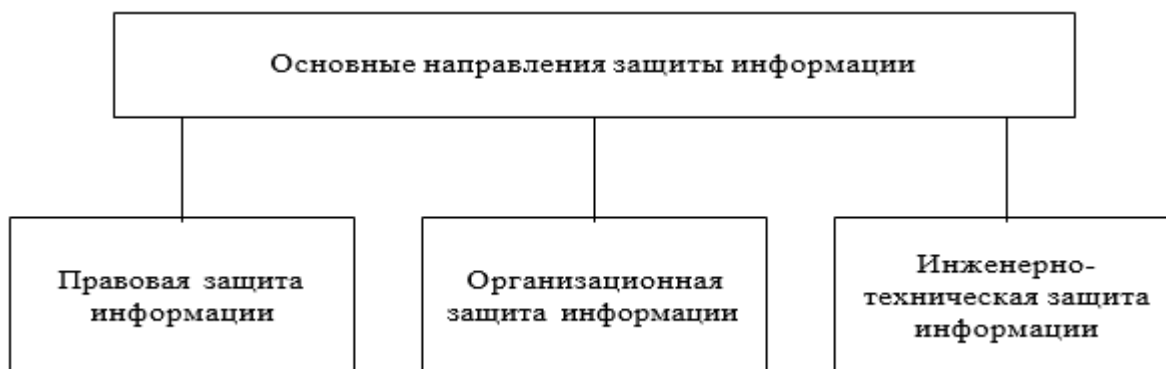 Основные направления защиты информации
Правовая защита
информации
Организационная
защита информации
Инженерно-
техническая защита
информации